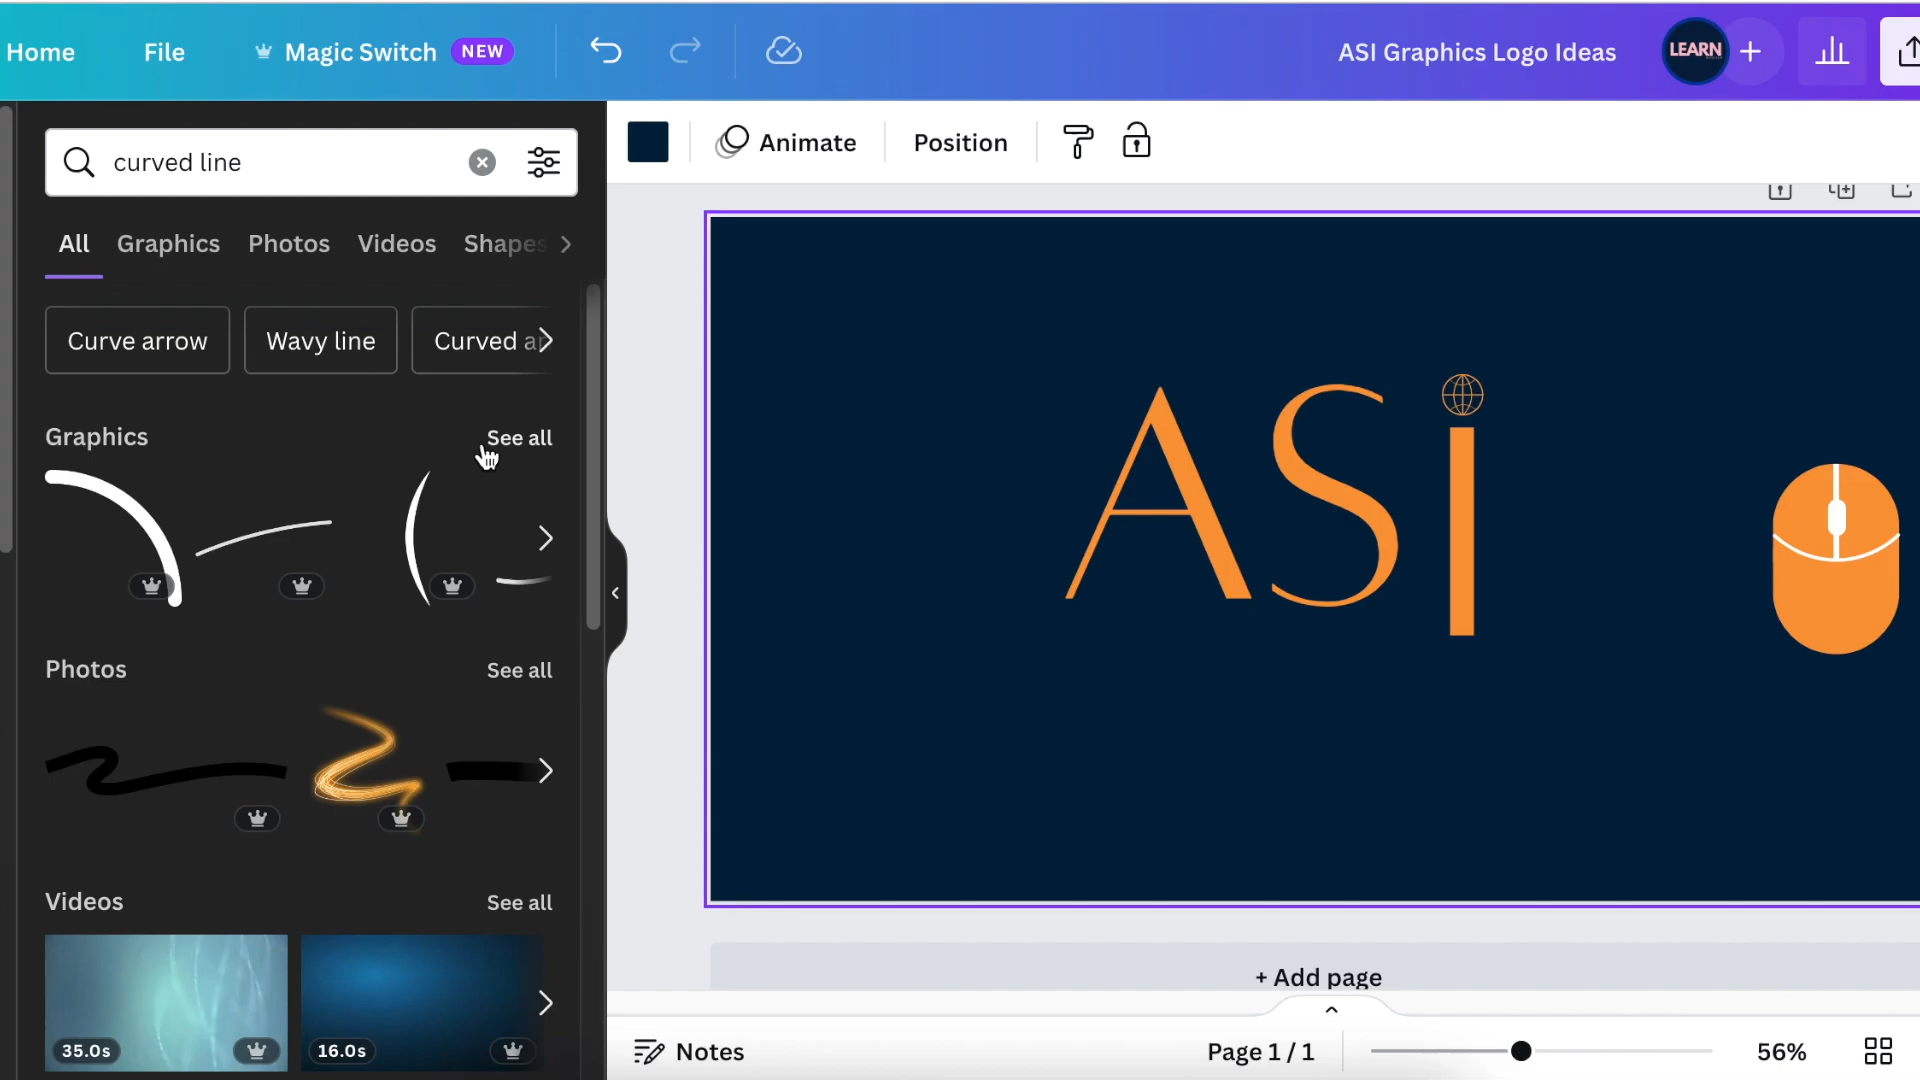 Home
File
Magic Switch NEW
ASI Graphics Logo Ideas
LEARN
curved line
Animate
Position
All
Graphics
Photos
Videos
Shapes
Curve arrow
Wavy line
Curved ar
Graphics
See all
ASI
Photos
See all
Videos
See all
35.0s
16.0s
+ Add page
Notes
Page 1 / 1
56%